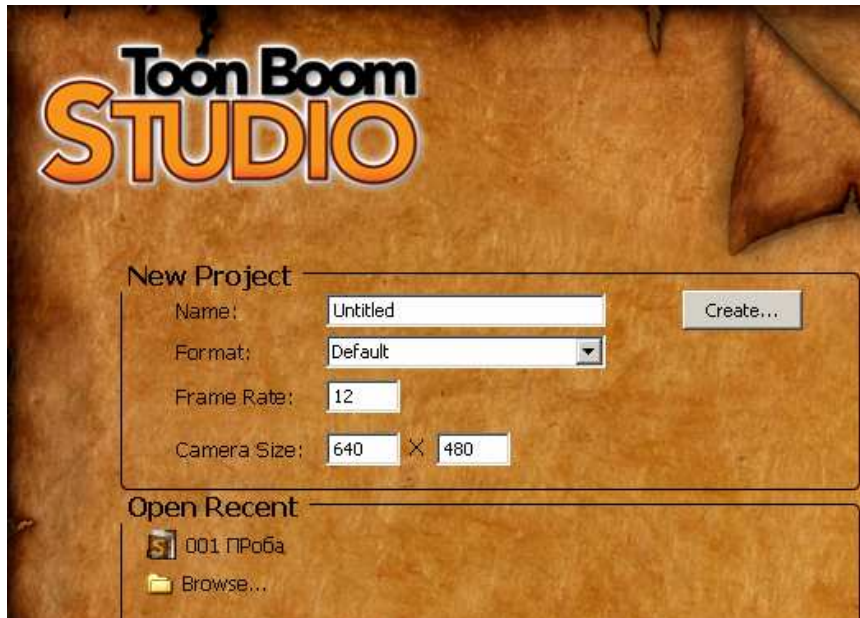 Toon Boom
STUDIO
New Project
Name: Untitled Create...
Format: Default
Frame Rate: 12
Camera Size: 640 X 480
Open Recent
001 ПРоба
Browse...